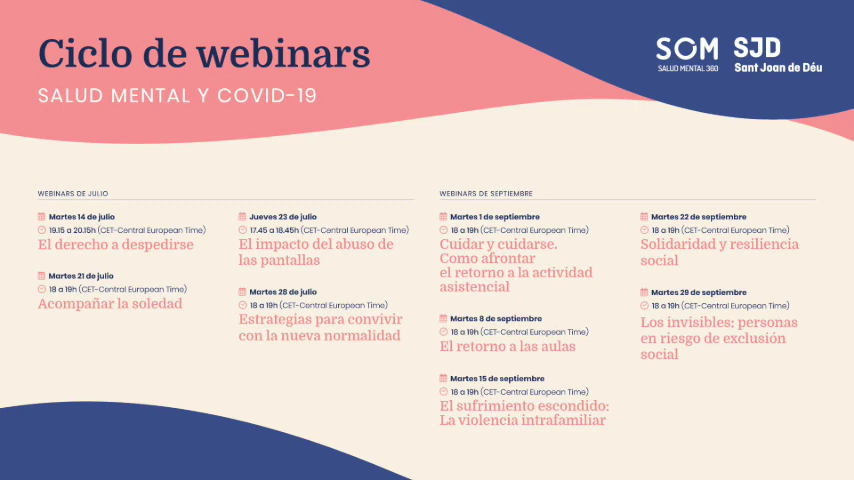 Ciclo de webinars
SALUD MENTAL Y COVID-19
SOM
SALUD MENTAL 360
SJD
Sant Joan de Déu
WEBINARS DE JULIO
Martes 14 de julio
19.15 a 20.15h (CET-Central European Time)
El derecho a despedirse
Martes 21 de julio
18 a 19h (CET-Central European Time)
Acompañar la soledad
Jueves 23 de julio
17.45 a 18.45h (CET-Central European Time)
El impacto del abuso de
las pantallas
Martes 28 de julio
18 a 19h (CET-Central European Time)
Estrategias para convivir
con la nueva normalidad
WEBINARS DE SEPTIEMBRE
Martes 1 de septiembre
18 a 19h (CET-Central European Time)
Cuidar y cuidarse.
Como afrontar
el retorno a la actividad
asistencial
Martes 8 de septiembre
18 a 19h (CET-Central European Time)
El retorno a las aulas
Martes 15 de septiembre
18 a 19h (CET-Central European Time)
El sufrimiento escondido:
La violencia intrafamiliar
Martes 22 de septiembre
18 a 19h (CET-Central European Time)
Solidaridad y resiliencia
social
Martes 29 de septiembre
18 a 19h (CET-Central European Time)
Los invisibles: personas
en riesgo de exclusión
social